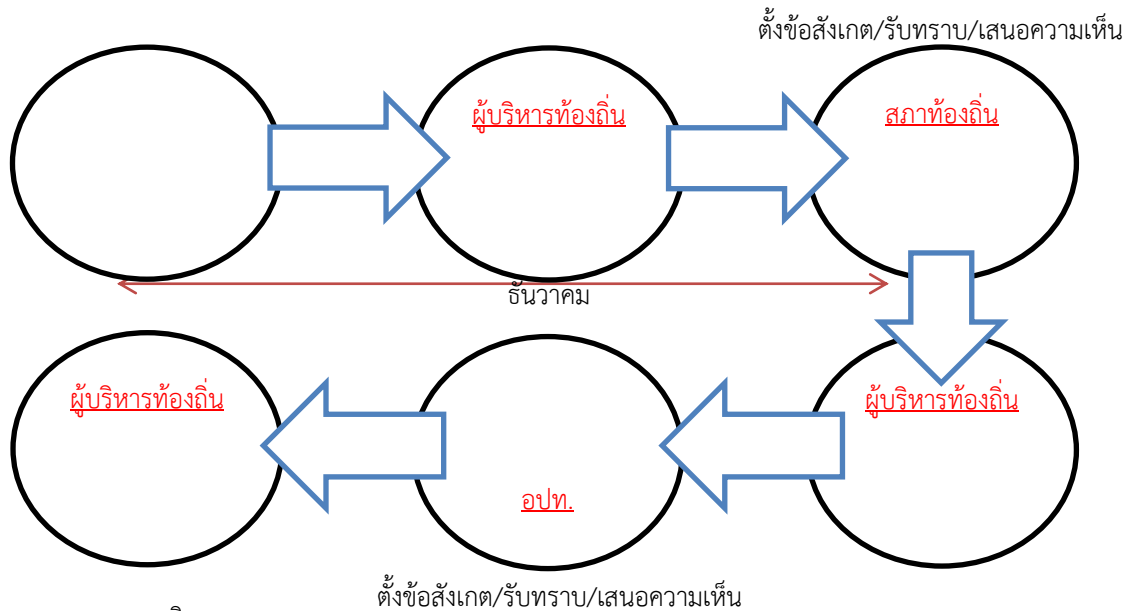 ตั้งข้อสังเกต/รับทราบ/เสนอความเห็น
ผู้บริหารท้องถิ่น
สภาท้องถิ่น
ธันวาคม
ผู้บริหารท้องถิ่น
ผู้บริหารท้องถิ่น
อปท.
ตั้งข้อสังเกต/รับทราบ/เสนอความเห็น